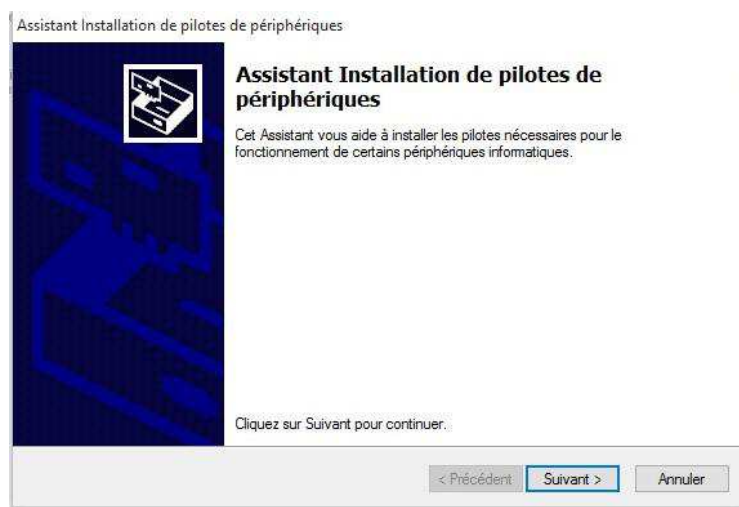 Assistant Installation de pilotes de périphériques
Assistant Installation de pilotes de
périphériques
Cet Assistant vous aide à installer les pilotes nécessaires pour le
fonctionnement de certains périphériques informatiques.
Cliquez sur Suivant pour continuer.
< Précédent Suivant > Annuler